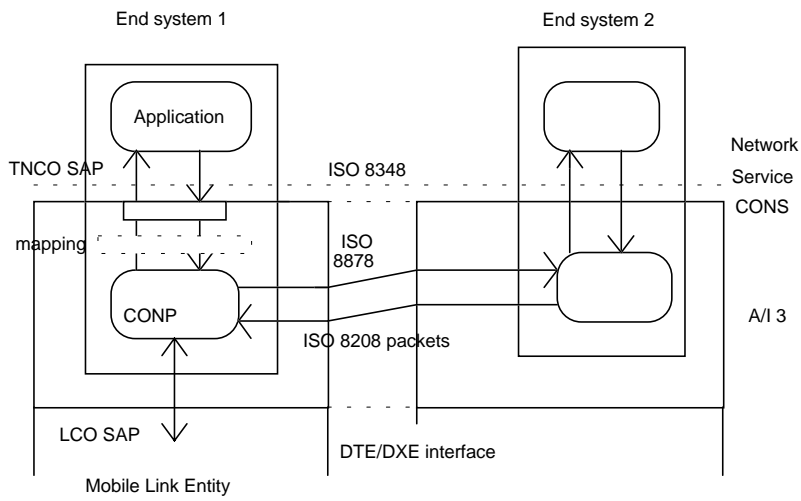 End system 1
End system 2
Application
Network
TNCO SAP
ISO 8348
Service
CONS
mapping
ISO
8878
CONP
A/I 3
ISO 8208 packets
LCO SAP
DTE/DXE interface
Mobile Link Entity